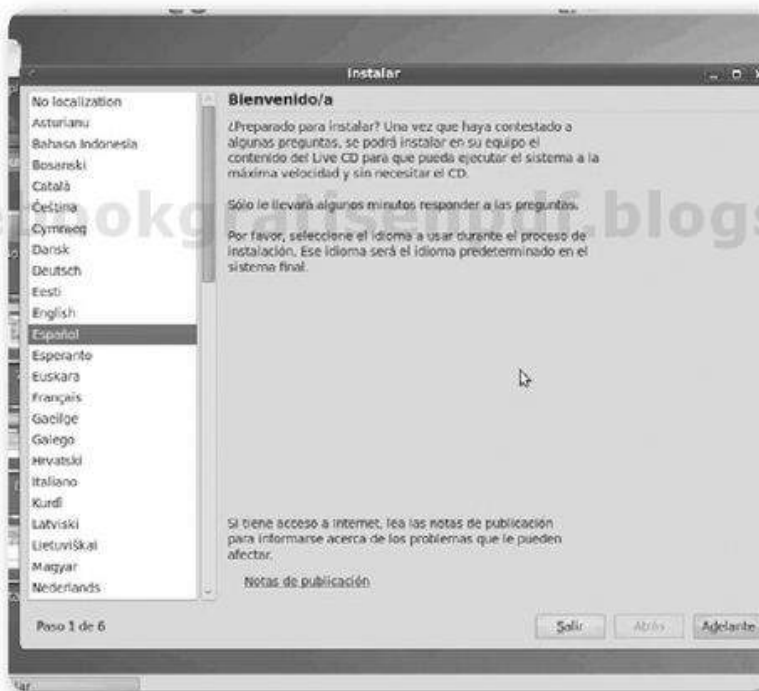 Instalar
No localization
Asturianu
Bahasa Indonesia
Bosanski
Català
Čeština
Cymraeg
Dansk
Deutsch
Eesti
English
Español
Esperanto
Euskara
Français
Gaeilge
Galego
Hrvatski
Italiano
Kurdî
Latviski
Lietuviškai
Magyar
Nederlands
Bienvenido/a
¿Preparado para instalar? Una vez que haya contestado a
algunas preguntas, se podrá instalar en su equipo el
contenido del Live CD para que pueda ejecutar el sistema a la
máxima velocidad y sin necesitar el CD.
Sólo le llevará algunos minutos responder a las preguntas.
Por favor, seleccione el idioma a usar durante el proceso de
instalación. Ese idioma será el idioma predeterminado en el
sistema final.
Si tiene acceso a Internet, lea las notas de publicación
para informarse acerca de los problemas que le pueden
afectar.
Notas de publicación
Paso 1 de 6
Salir
Atrás
Adelante